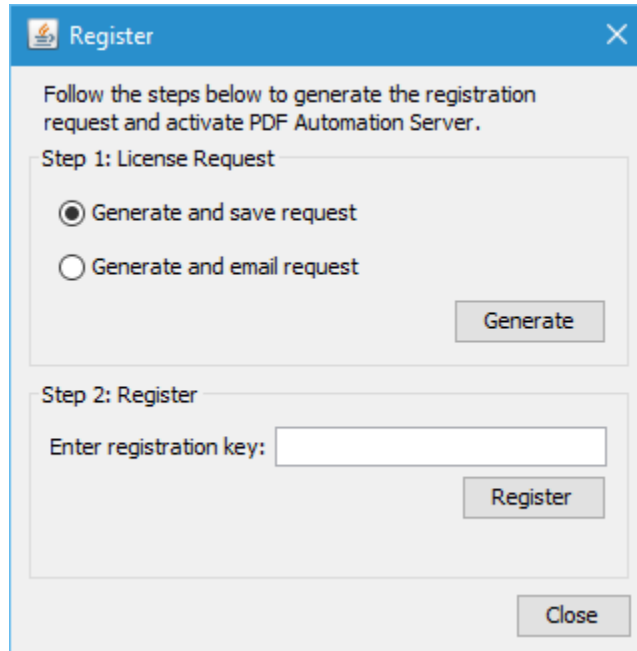 Register
Follow the steps below to generate the registration
request and activate PDF Automation Server.
Step 1: License Request
Generate and save request
Generate and email request
Generate
Step 2: Register
Enter registration key:
Register
Close